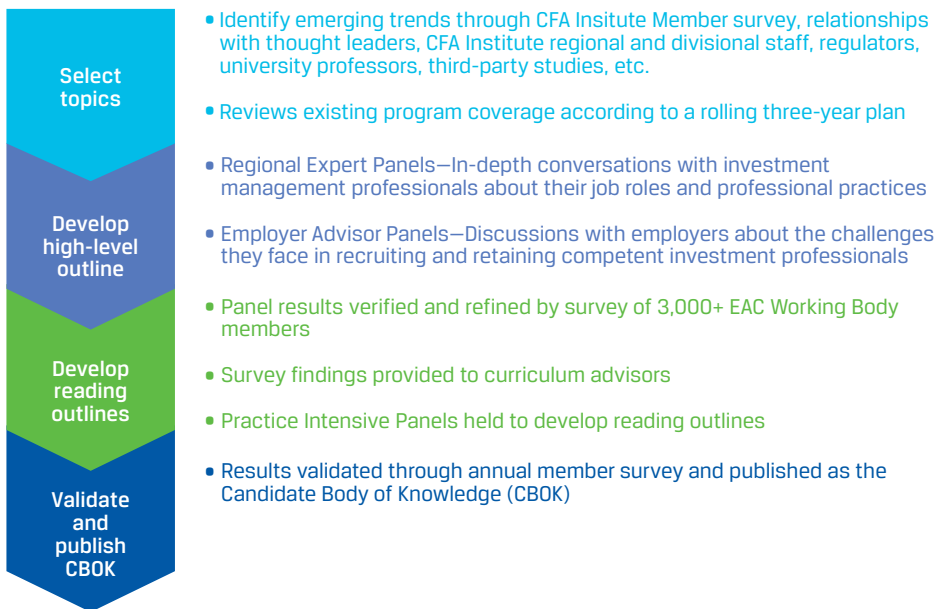 Select
topics
• Identify emerging trends through CFA Insitute Member survey, relationships
with thought leaders, CFA Institute regional and divisional staff, regulators,
university professors, third-party studies, etc.
• Reviews existing program coverage according to a rolling three-year plan
Develop
high-level
outline
• Regional Expert Panels—In-depth conversations with investment
management professionals about their job roles and professional practices
• Employer Advisor Panels—Discussions with employers about the challenges
they face in recruiting and retaining competent investment professionals
Develop
reading
outlines
• Panel results verified and refined by survey of 3,000+ EAC Working Body
members
• Survey findings provided to curriculum advisors
• Practice Intensive Panels held to develop reading outlines
Validate
and
publish
CBOK
• Results validated through annual member survey and published as the
Candidate Body of Knowledge (CBOK)